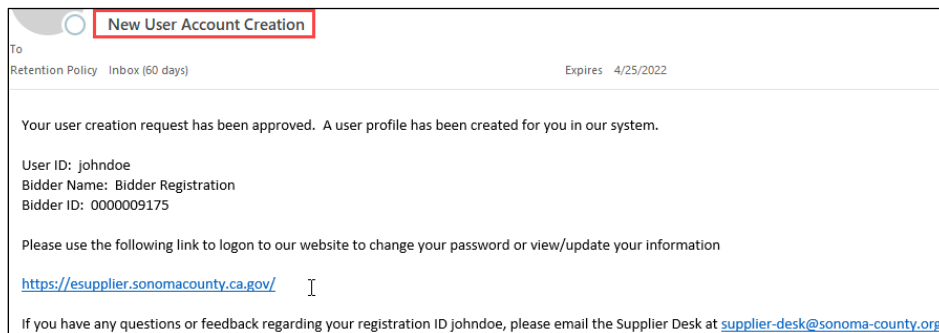 New User Account Creation
To
Retention Policy Inbox (60 days) Expires 4/25/2022
Your user creation request has been approved. A user profile has been created for you in our system.
User ID: johndoe
Bidder Name: Bidder Registration
Bidder ID: 0000009175
Please use the following link to logon to our website to change your password or view/update your information
https://esupplier.sonomacounty.ca.gov/
If you have any questions or feedback regarding your registration ID johndoe, please email the Supplier Desk at supplier-desk@sonoma-county.org